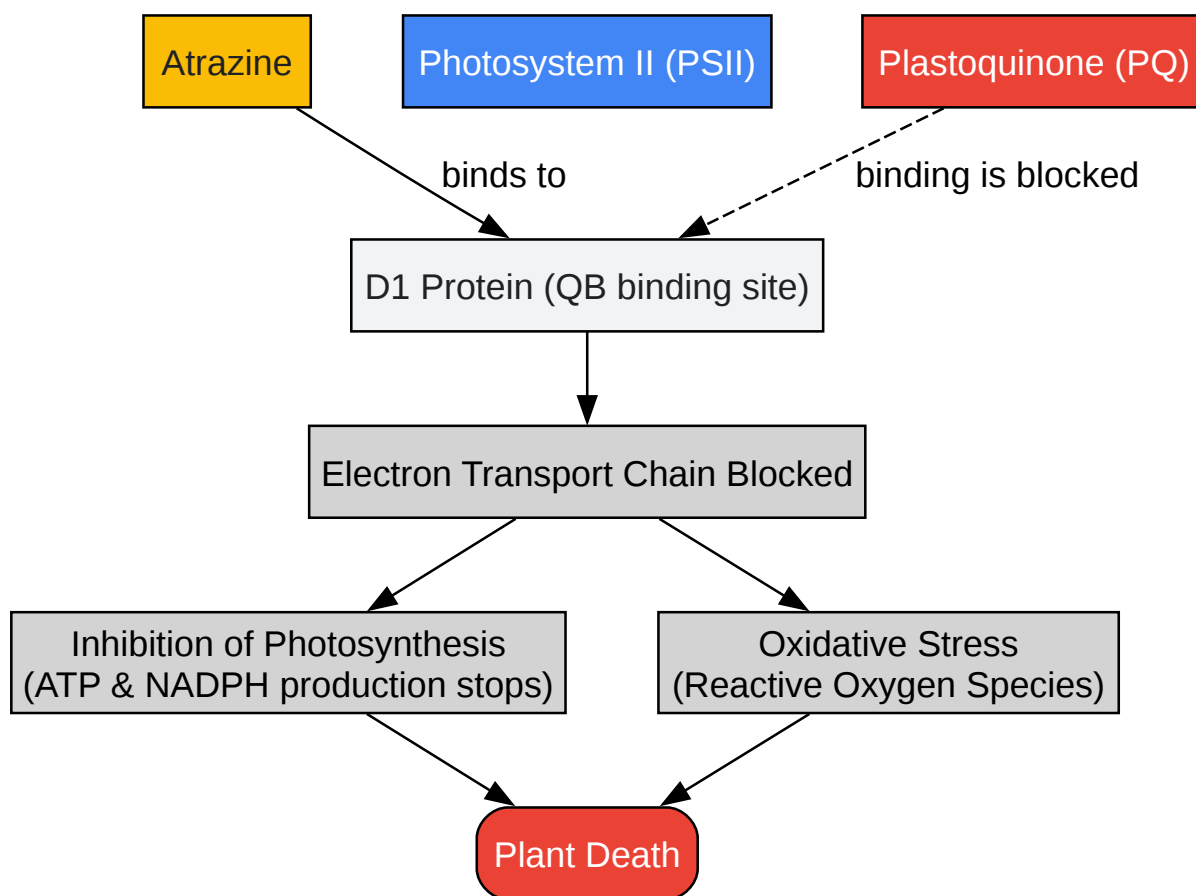 Atrazine
Photosystem II (PSII)
Plastoquinone (PQ)
binds to
binding is blocked
D1 Protein (QB binding site)
Electron Transport Chain Blocked
Inhibition of Photosynthesis
(ATP & NADPH production stops)
Oxidative Stress
(Reactive Oxygen Species)
Plant Death